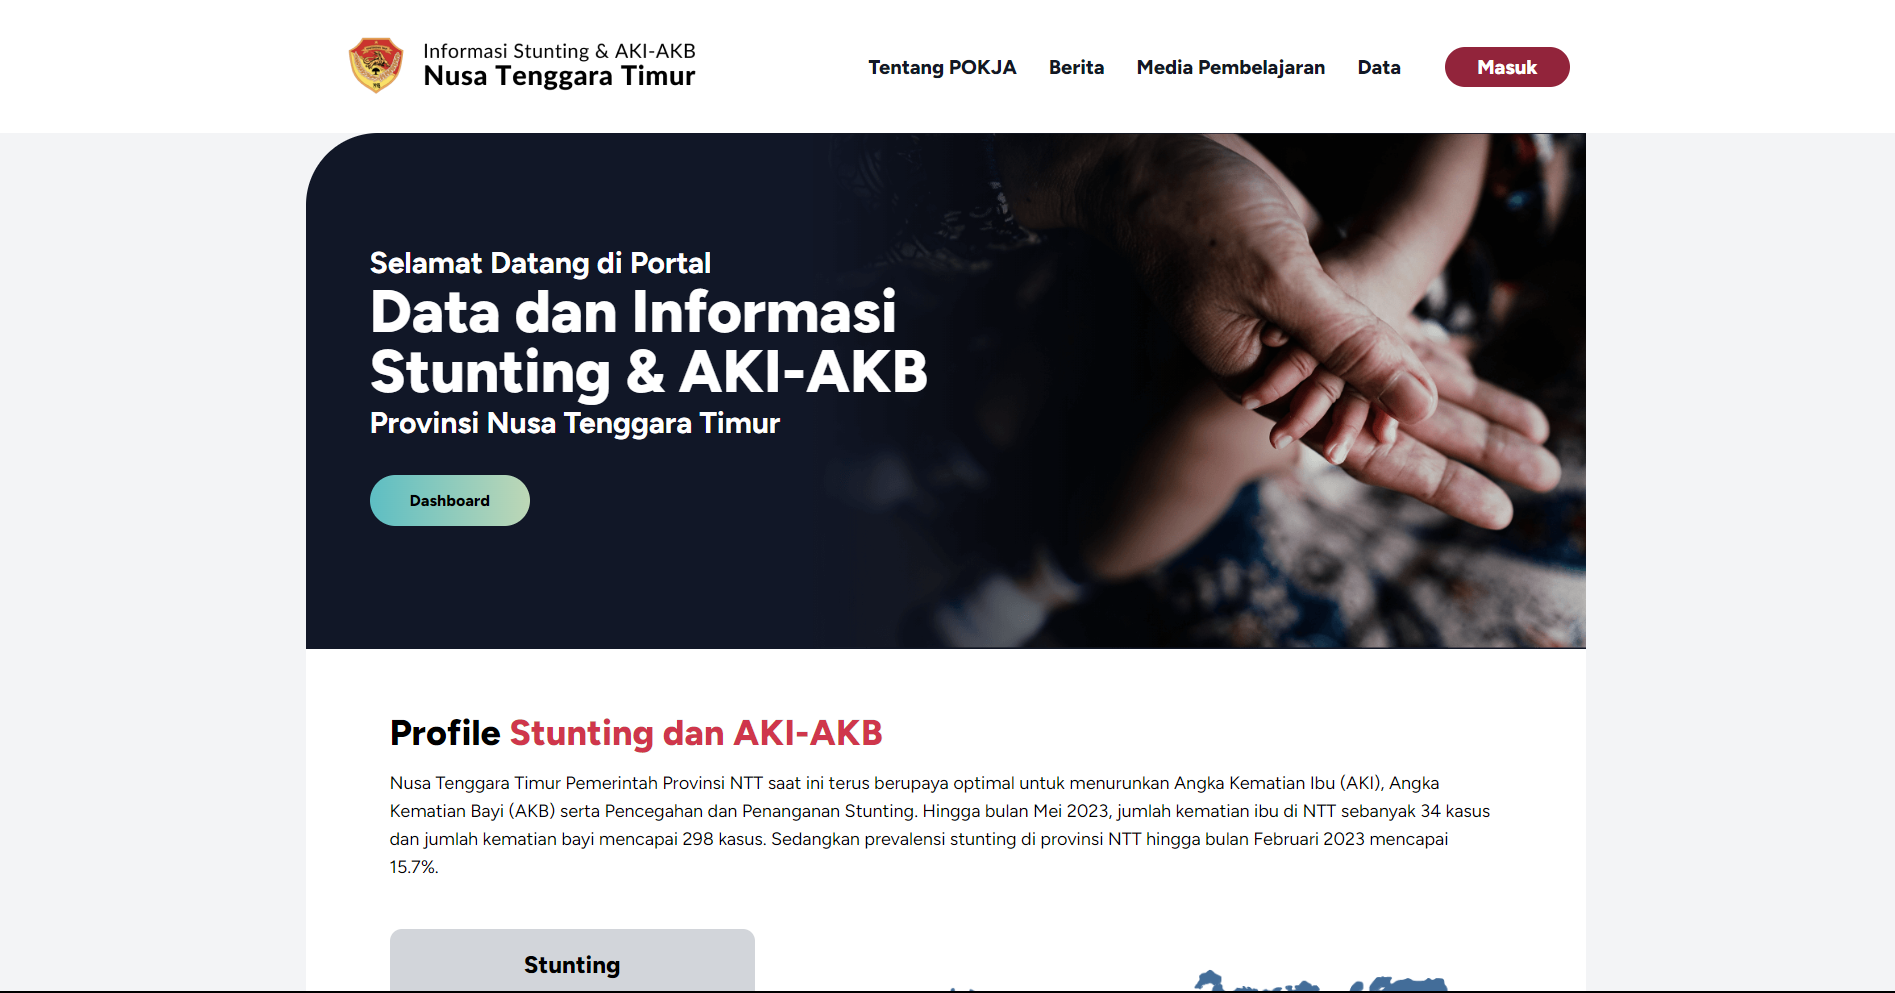 Informasi Stunting & AKI-AKB
Nusa Tenggara Timur
Tentang POKJA
Berita
Media Pembelajaran
Data
Masuk
Selamat Datang di Portal
Data dan Informasi
Stunting & AKI-AKB
Provinsi Nusa Tenggara Timur
Dashboard
Profile Stunting dan AKI-AKB
Nusa Tenggara Timur Pemerintah Provinsi NTT saat ini terus berupaya optimal untuk menurunkan Angka Kematian Ibu (AKI), Angka
Kematian Bayi (AKB) serta Pencegahan dan Penanganan Stunting. Hingga bulan Mei 2023, jumlah kematian ibu di NTT sebanyak 34 kasus
dan jumlah kematian bayi mencapai 298 kasus. Sedangkan prevalensi stunting di provinsi NTT hingga bulan Februari 2023 mencapai
15.7%.
Stunting